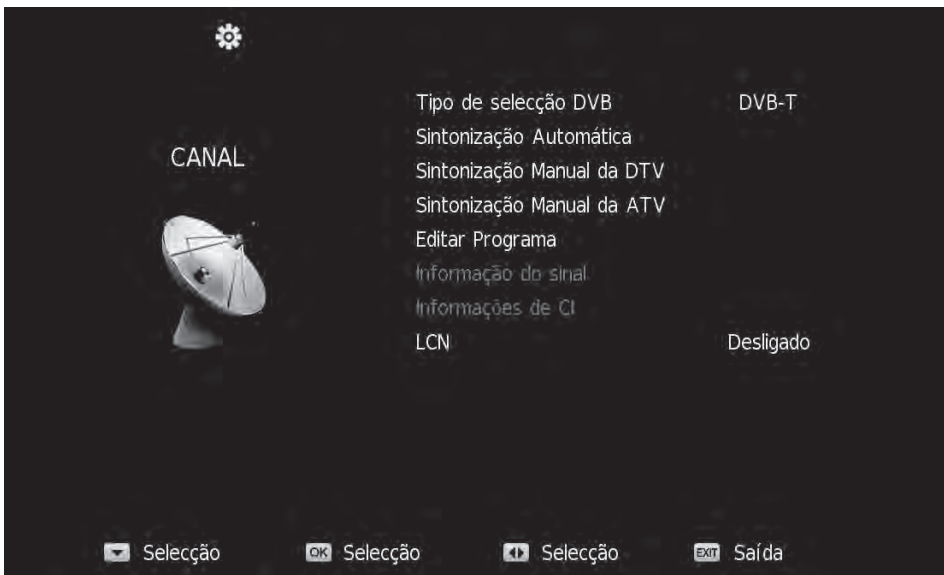 Tipo de selecção DVB DVB-T
Sintonização Automática
CANAL
Sintonização Manual da DTV
Sintonização Manual da ATV
Editar Programa
Informação do sinal
Informações de CI
LCN Desligado
Selecção OK Selecção Selecção EXIT Saída